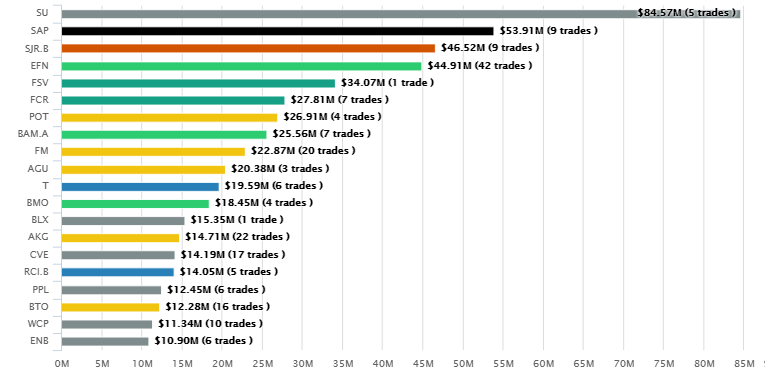 SU $84.57M (5 trades )
SAP $53.91M (9 trades )
SJR.B $46.52M (9 trades )
EFN $44.91M (42 trades )
FSV $34.07M (1 trade )
FCR $27.81M (7 trades )
POT $26.91M (4 trades )
BAM.A $25.56M (7 trades )
FM $22.87M (20 trades )
AGU $20.38M (3 trades )
T $19.59M (6 trades )
BMO $18.45M (4 trades )
BLX $15.35M (1 trade )
AKG $14.71M (22 trades )
CVE $14.19M (17 trades )
RCI.B $14.05M (5 trades )
PPL $12.45M (6 trades )
BTO $12.28M (16 trades )
WCP $11.34M (10 trades )
ENB $10.90M (6 trades )
0M 5M 10M 15M 20M 25M 30M 35M 40M 45M 50M 55M 60M 65M 70M 75M 80M 85M